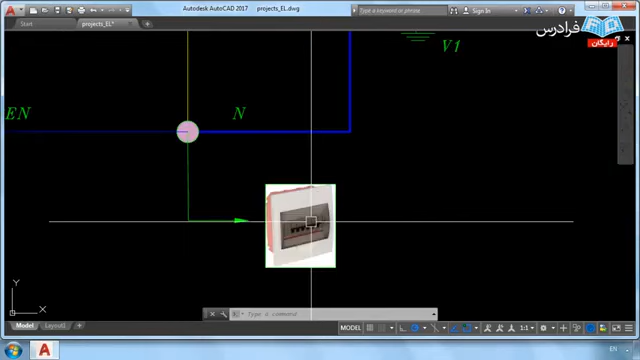 Autodesk AutoCAD 2017 projects_EL.dwg
Type a keyword or phrase
Sign In
فرادرس
رایگان
Start
projects_EL*
V1
EN
N
Y
X
Type a command
Model
Layout1
MODEL
1:1
EN